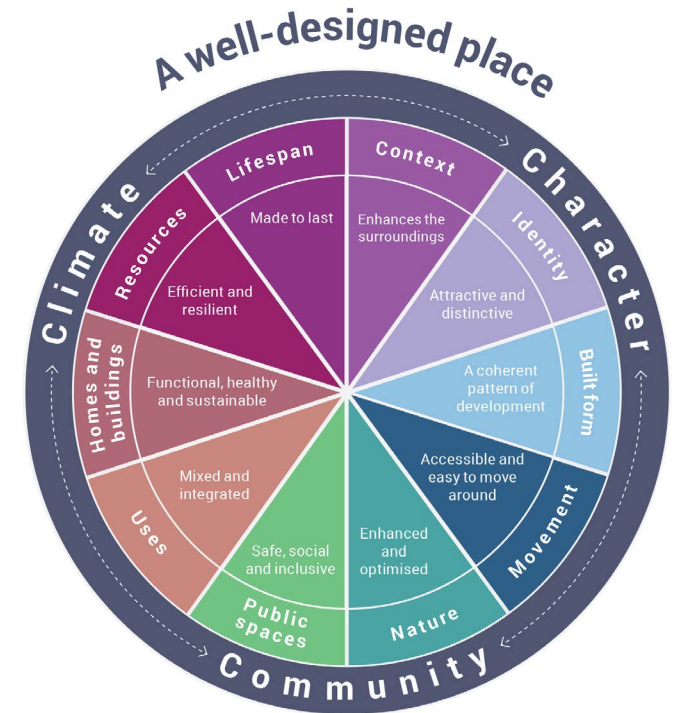 A well-designed place
Climate
Character
Community
Context
Enhances the
surroundings
Identity
Attractive and
distinctive
Built form
A coherent
pattern of
development
Movement
Accessible and
easy to move
around
Nature
Enhanced
and
optimised
Public
spaces
Safe, social
and inclusive
Uses
Mixed and
integrated
Homes and
buildings
Functional, healthy
and sustainable
Resources
Efficient and
resilient
Lifespan
Made to last